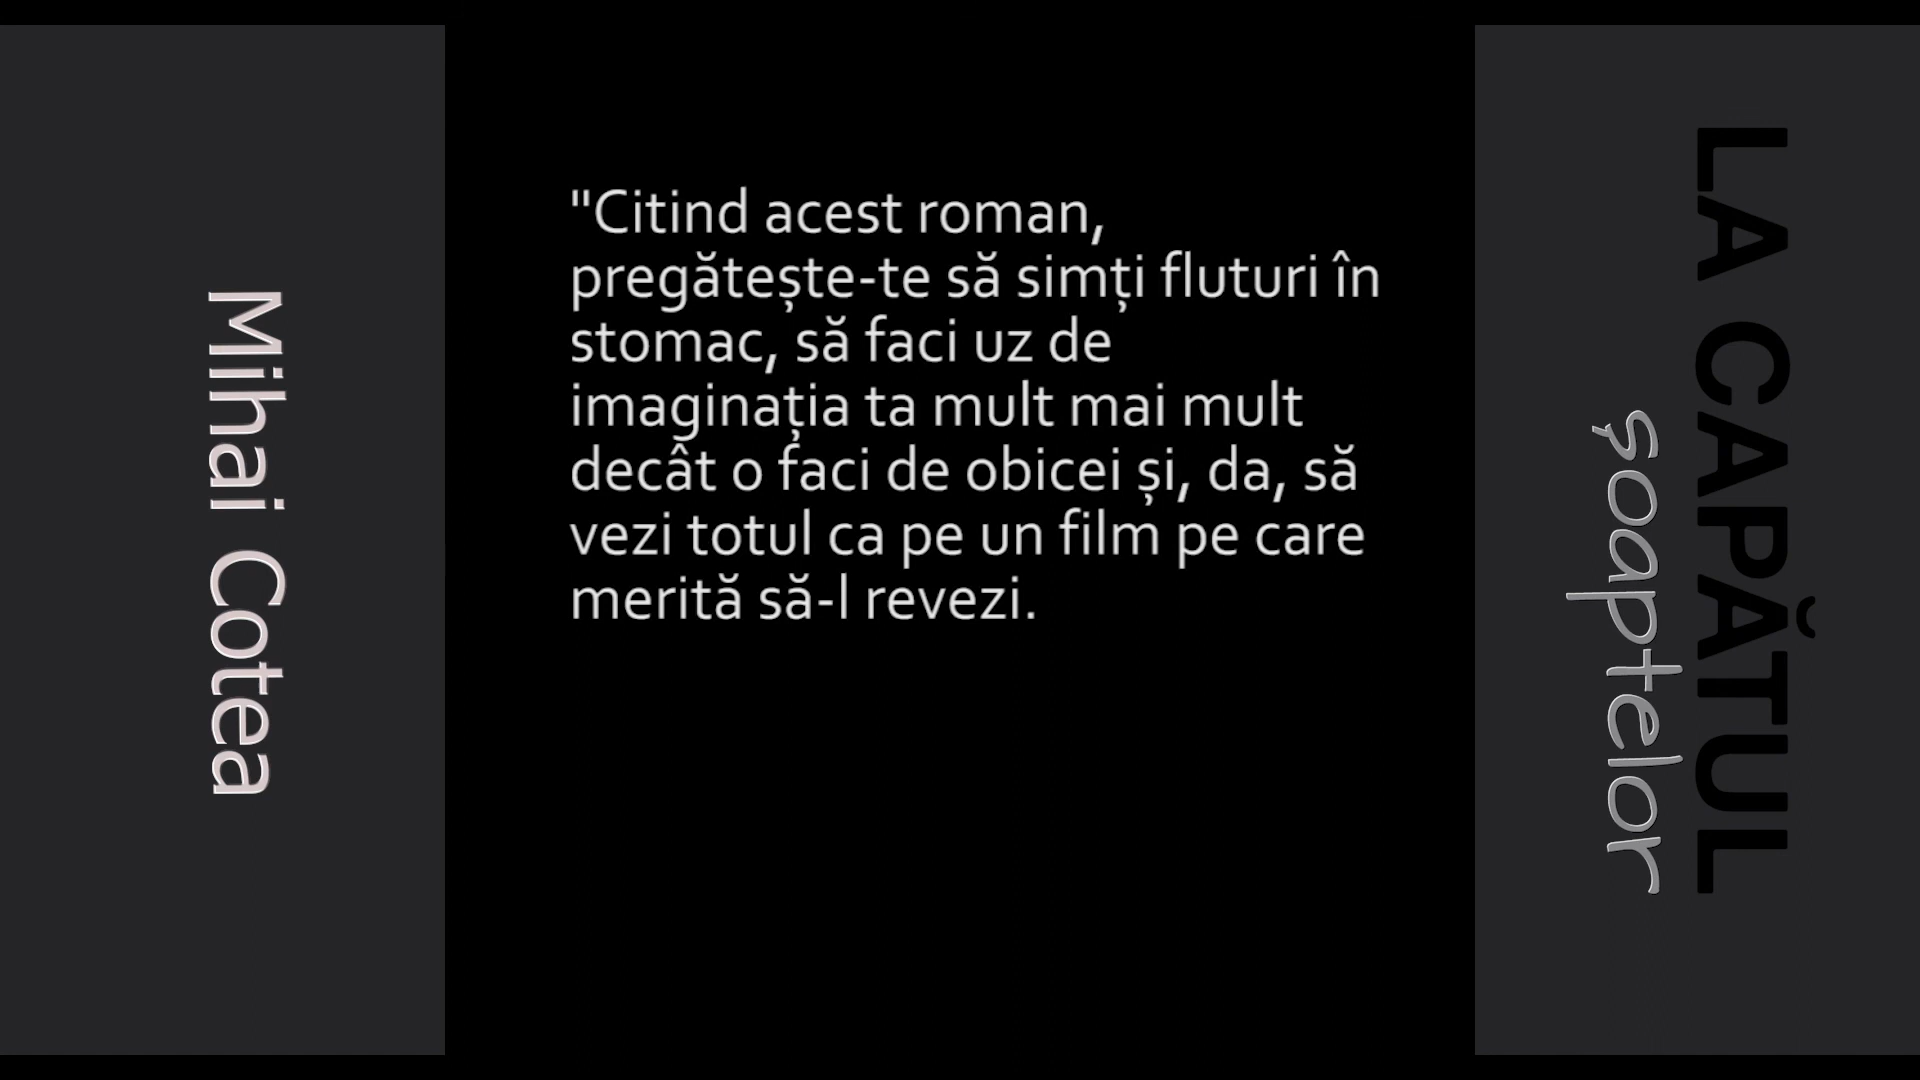 Mihai Cotea
"Citind acest roman,
pregătește-te să simți fluturi în
stomac, să faci uz de
imaginația ta mult mai mult
decât o faci de obicei și, da, să
vezi totul ca pe un film pe care
merită să-l revezi.
LA CAPĂTUL
șoaptelor